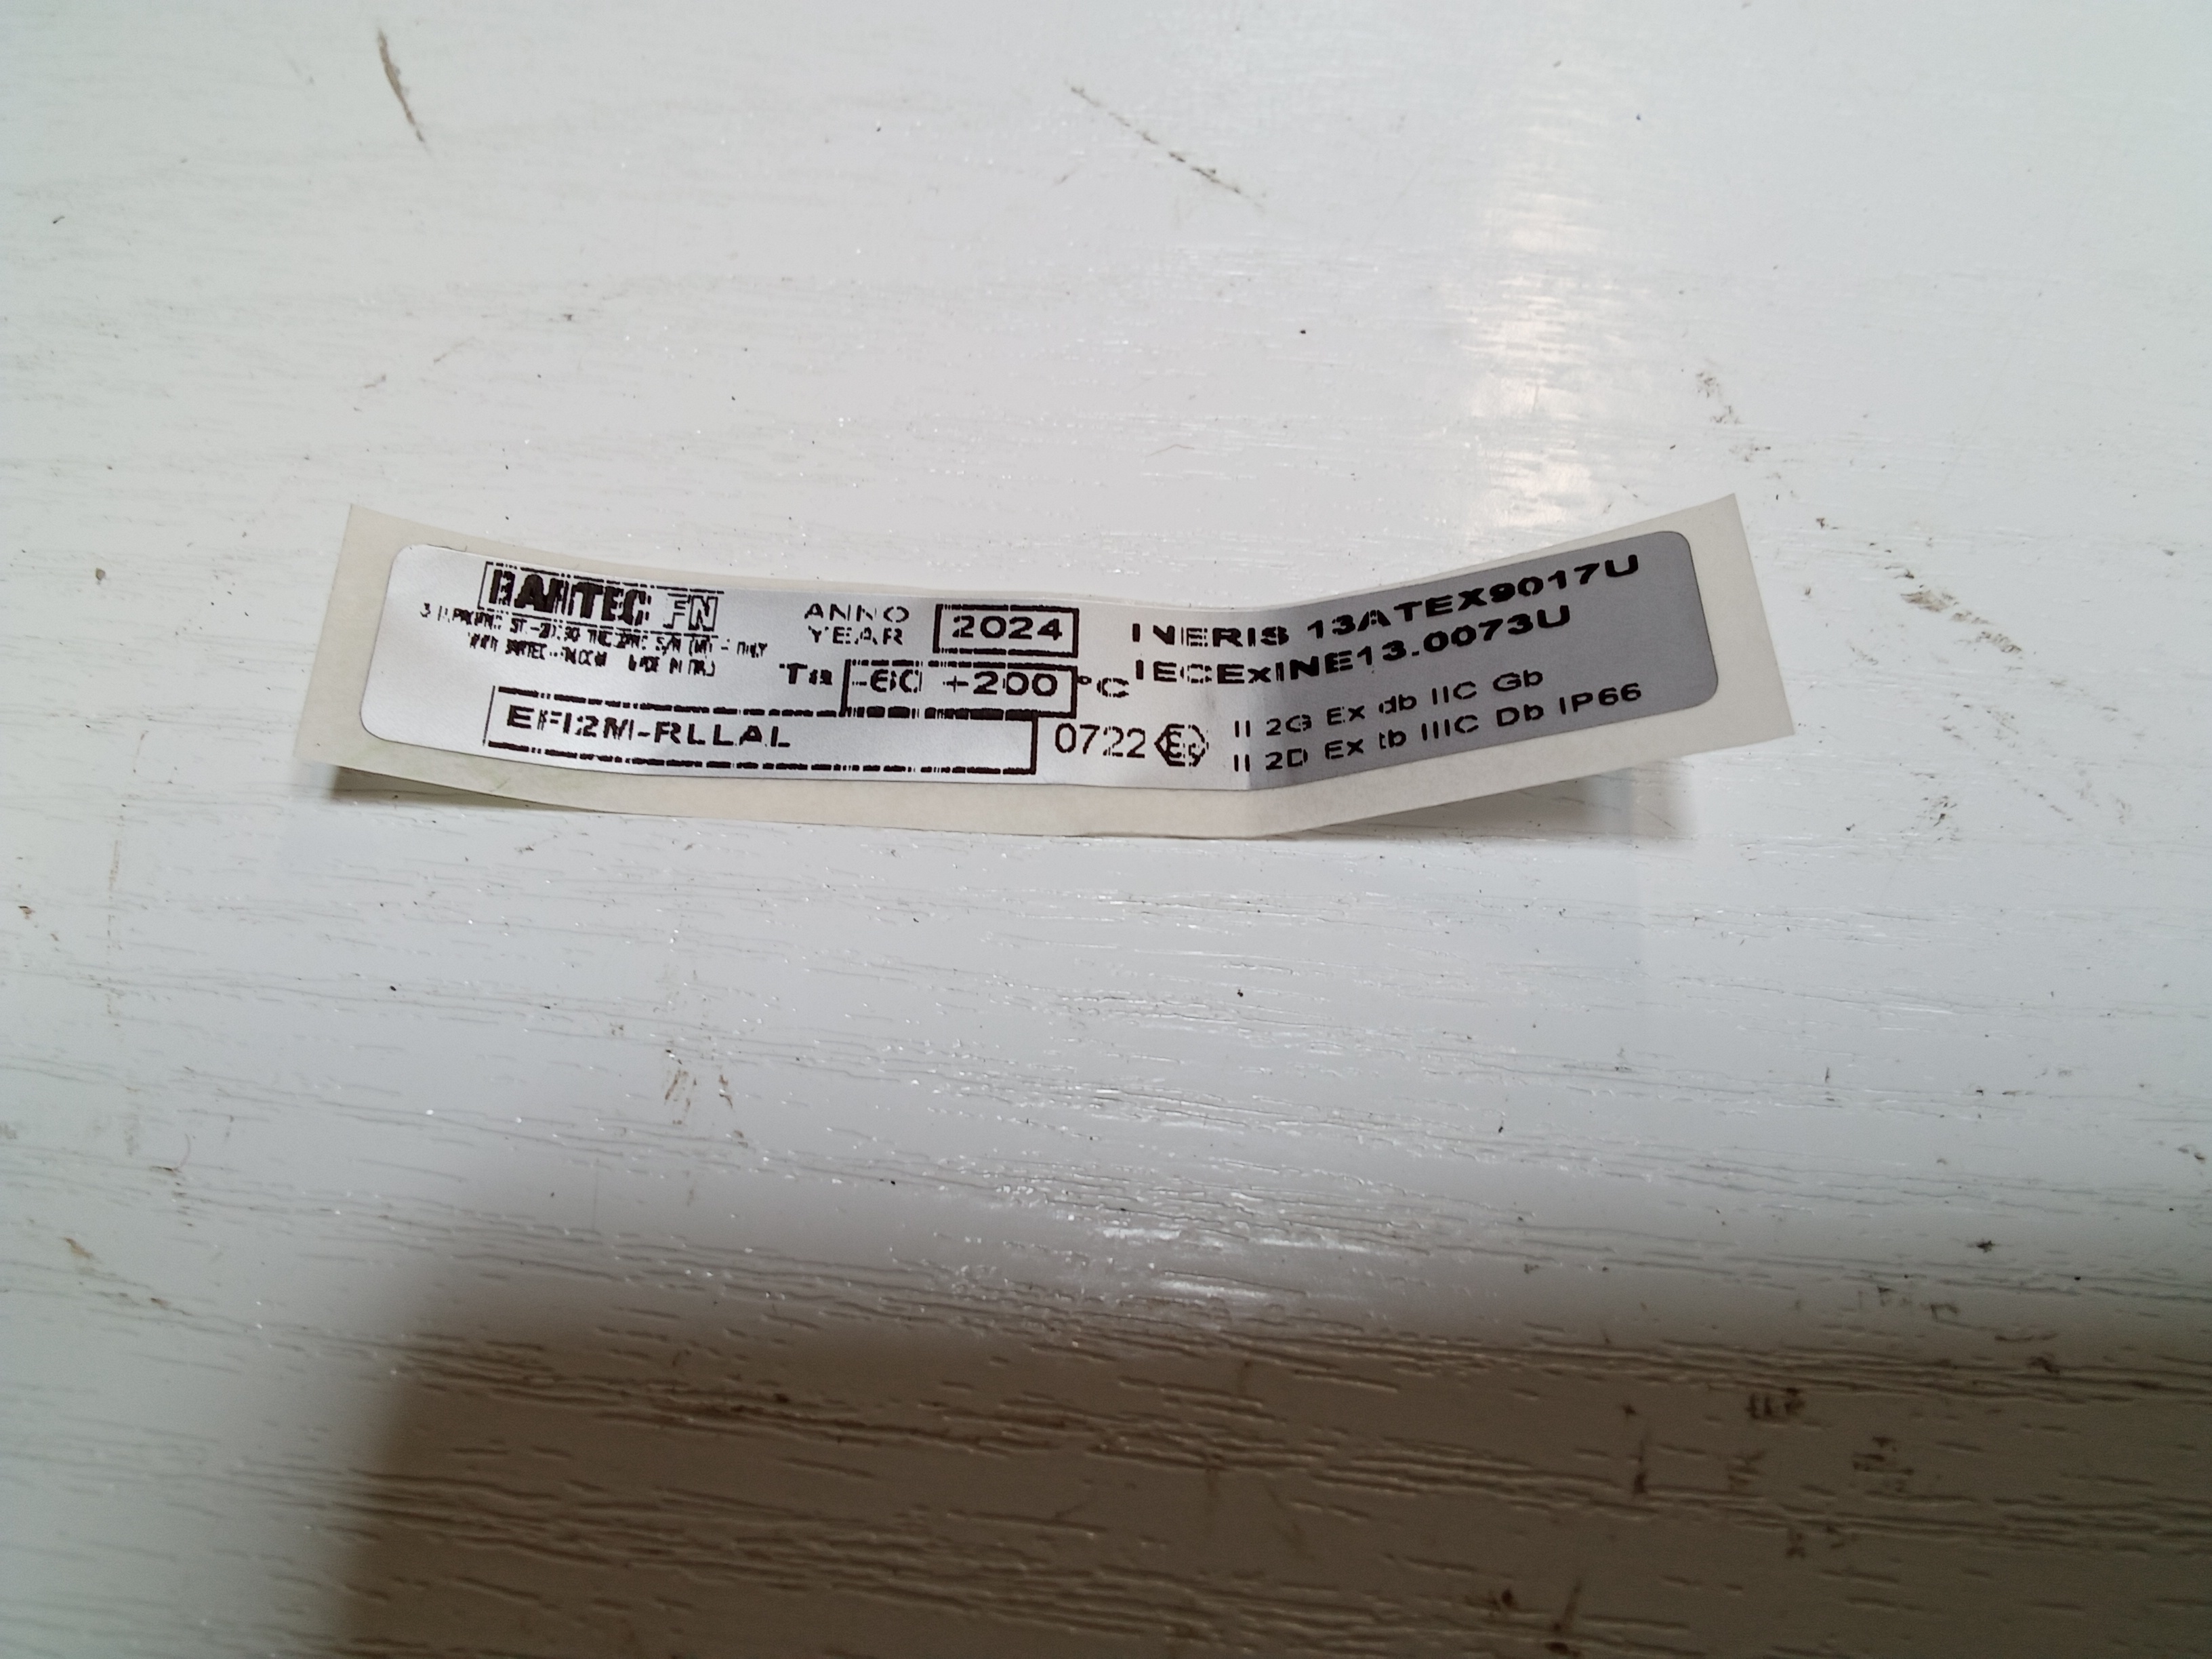 BARTEC FN
ANNO
YEAR
2024
Ta -60 +200 °C
EFI2M-RLLAL
0722
INERIS 13ATEX9017U
IECExINE13.0073U
II 2G Ex db IIC Gb
II 2D Ex tb IIIC Db IP66